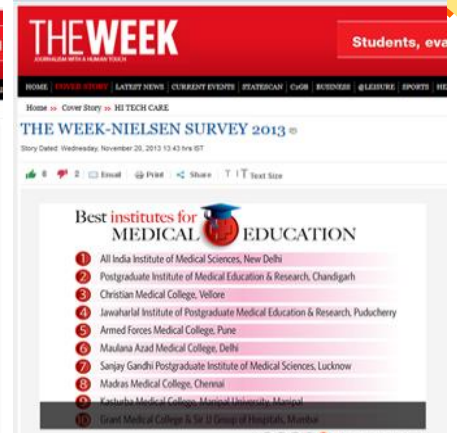 THE WEEK
JOURNALISM WITH A HUMAN TOUCH
Students, eva
HOME COVER STORY LATEST NEWS CURRENT EVENTS STATESCAN C2OB BUSINESS @LEISURE SPORTS HE
Home >> Cover Story >> HI TECH CARE
THE WEEK-NIELSEN SURVEY 2013
Story Dated: Wednesday, November 20, 2013 13:43 hrs IST
8 2 Email Print Share T T Text Size
Best institutes for
MEDICAL EDUCATION
1 All India Institute of Medical Sciences, New Delhi
2 Postgraduate Institute of Medical Education & Research, Chandigarh
3 Christian Medical College, Vellore
4 Jawaharlal Institute of Postgraduate Medical Education & Research, Puducherry
5 Armed Forces Medical College, Pune
6 Maulana Azad Medical College, Delhi
7 Sanjay Gandhi Postgraduate Institute of Medical Sciences, Lucknow
8 Madras Medical College, Chennai
9 Kasturba Medical College, Manipal University, Manipal
10 Grant Medical College & Sir JJ Group of Hospitals, Mumbai